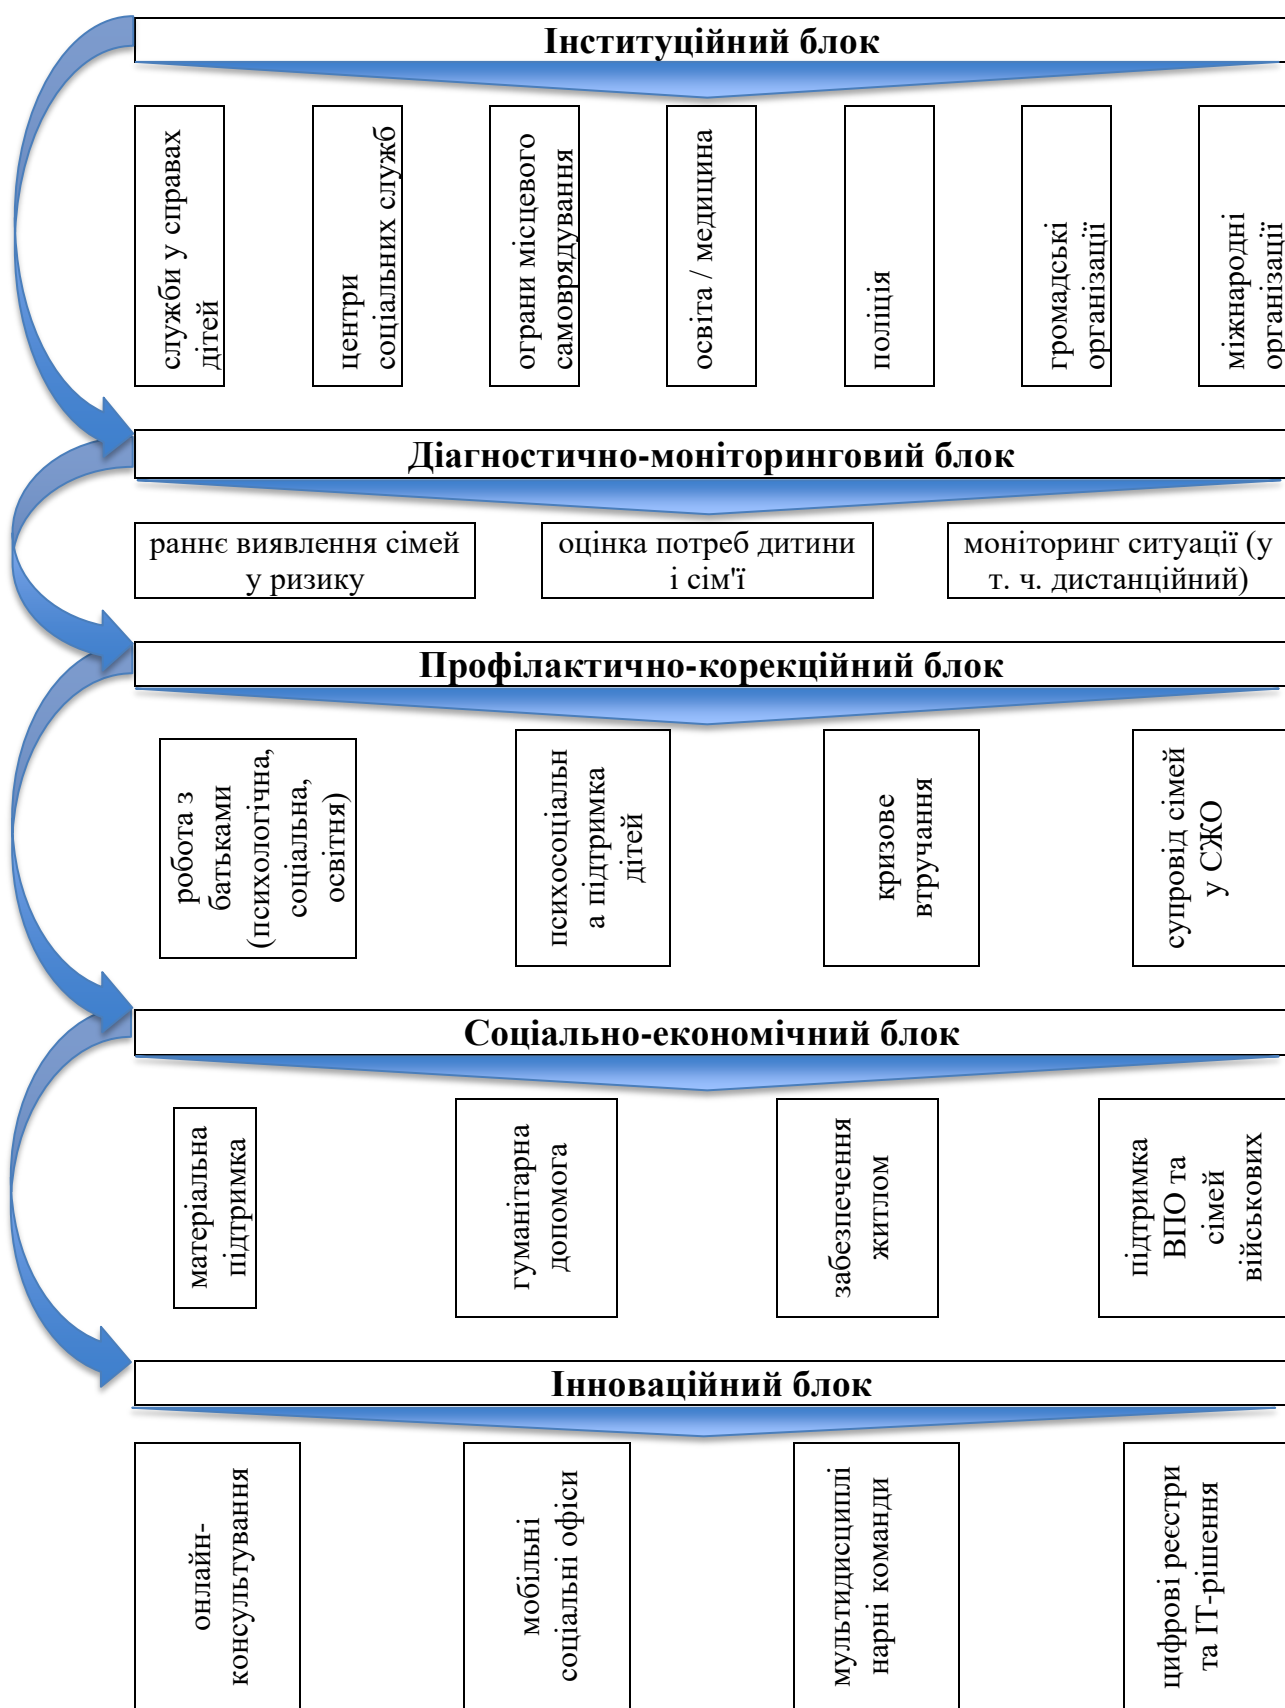 Інституційний блок
служби у справах
дітей
центри
соціальних служб
ограни місцевого
самоврядування
освіта / медицина
поліція
громадські
організації
міжнародні
організації
Діагностично-моніторинговий блок
раннє виявлення сімей
у ризику
оцінка потреб дитини
і сім'ї
моніторинг ситуації (у
т. ч. дистанційний)
Профілактично-корекційний блок
робота з
батьками
(психологічна,
соціальна,
освітня)
психосоціальн
а підтримка
дітей
кризове
втручання
супровід сімей
у СЖО
Соціально-економічний блок
матеріальна
підтримка
гуманітарна
допомога
забезпечення
житлом
підтримка
ВПО та
сімей
військових
Інноваційний блок
онлайн-
консультування
мобільні
соціальні офіси
мультидисциплі
нарні команди
цифрові реєстри
та ІТ-рішення